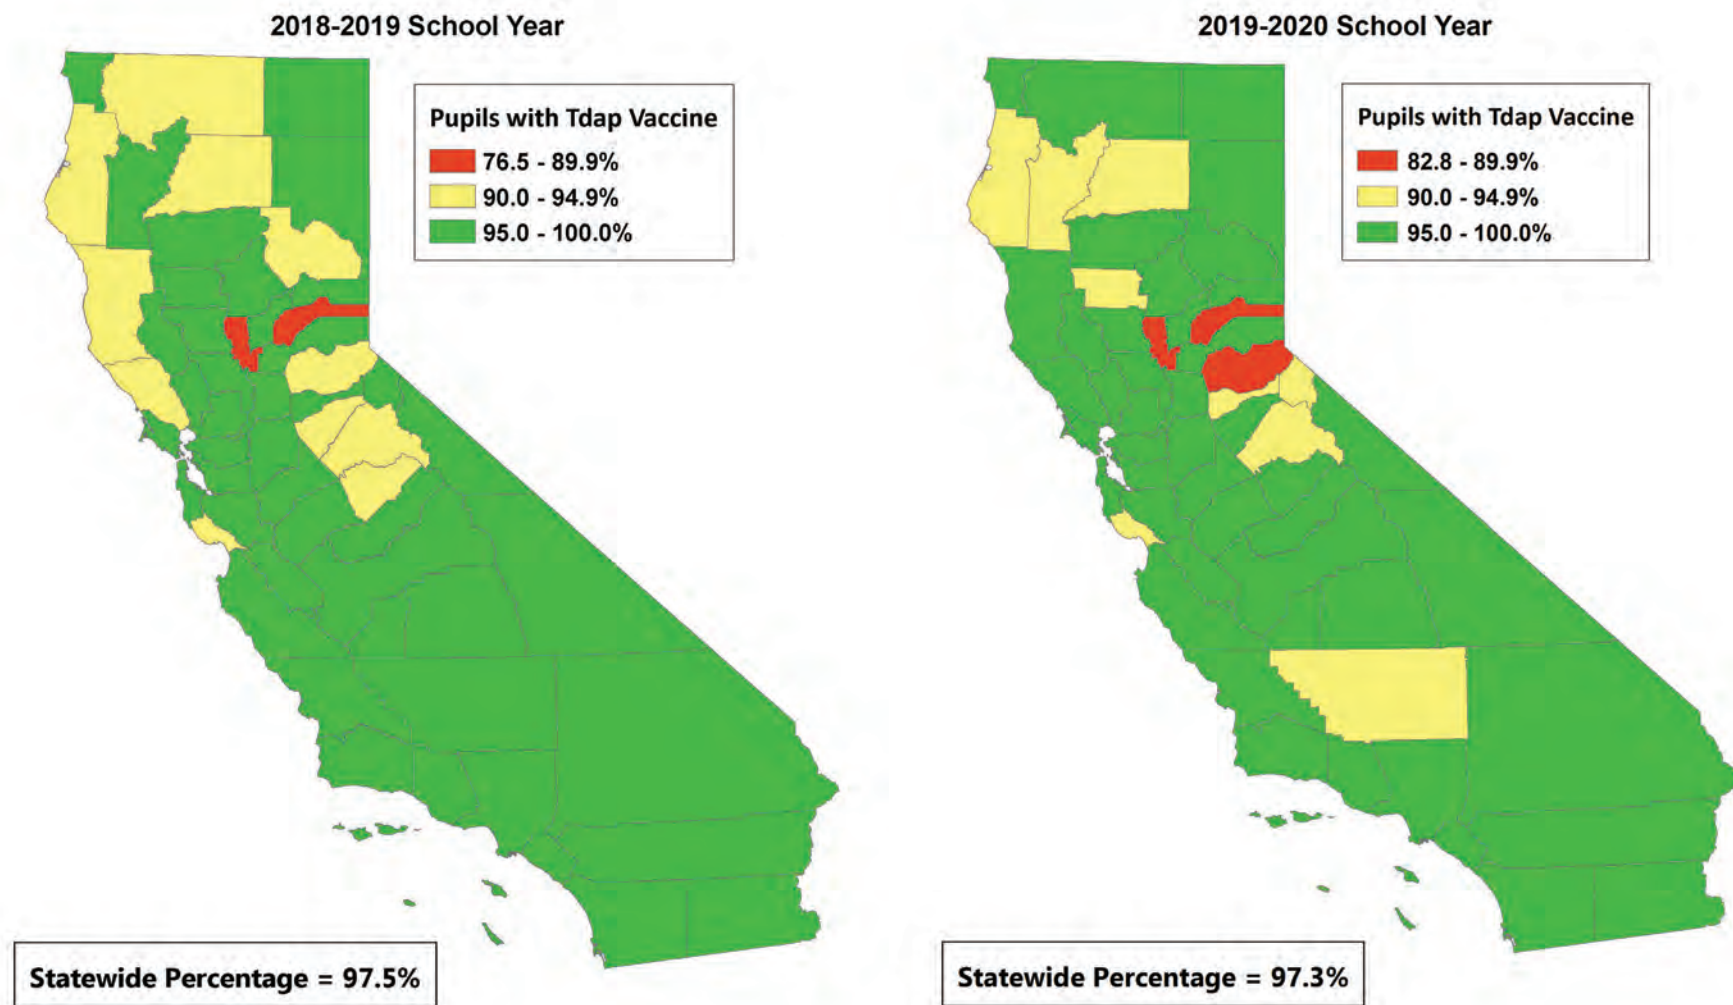 2018-2019 School Year
Pupils with Tdap Vaccine
76.5 - 89.9%
90.0 - 94.9%
95.0 - 100.0%
Statewide Percentage = 97.5%
2019-2020 School Year
Pupils with Tdap Vaccine
82.8 - 89.9%
90.0 - 94.9%
95.0 - 100.0%
Statewide Percentage = 97.3%